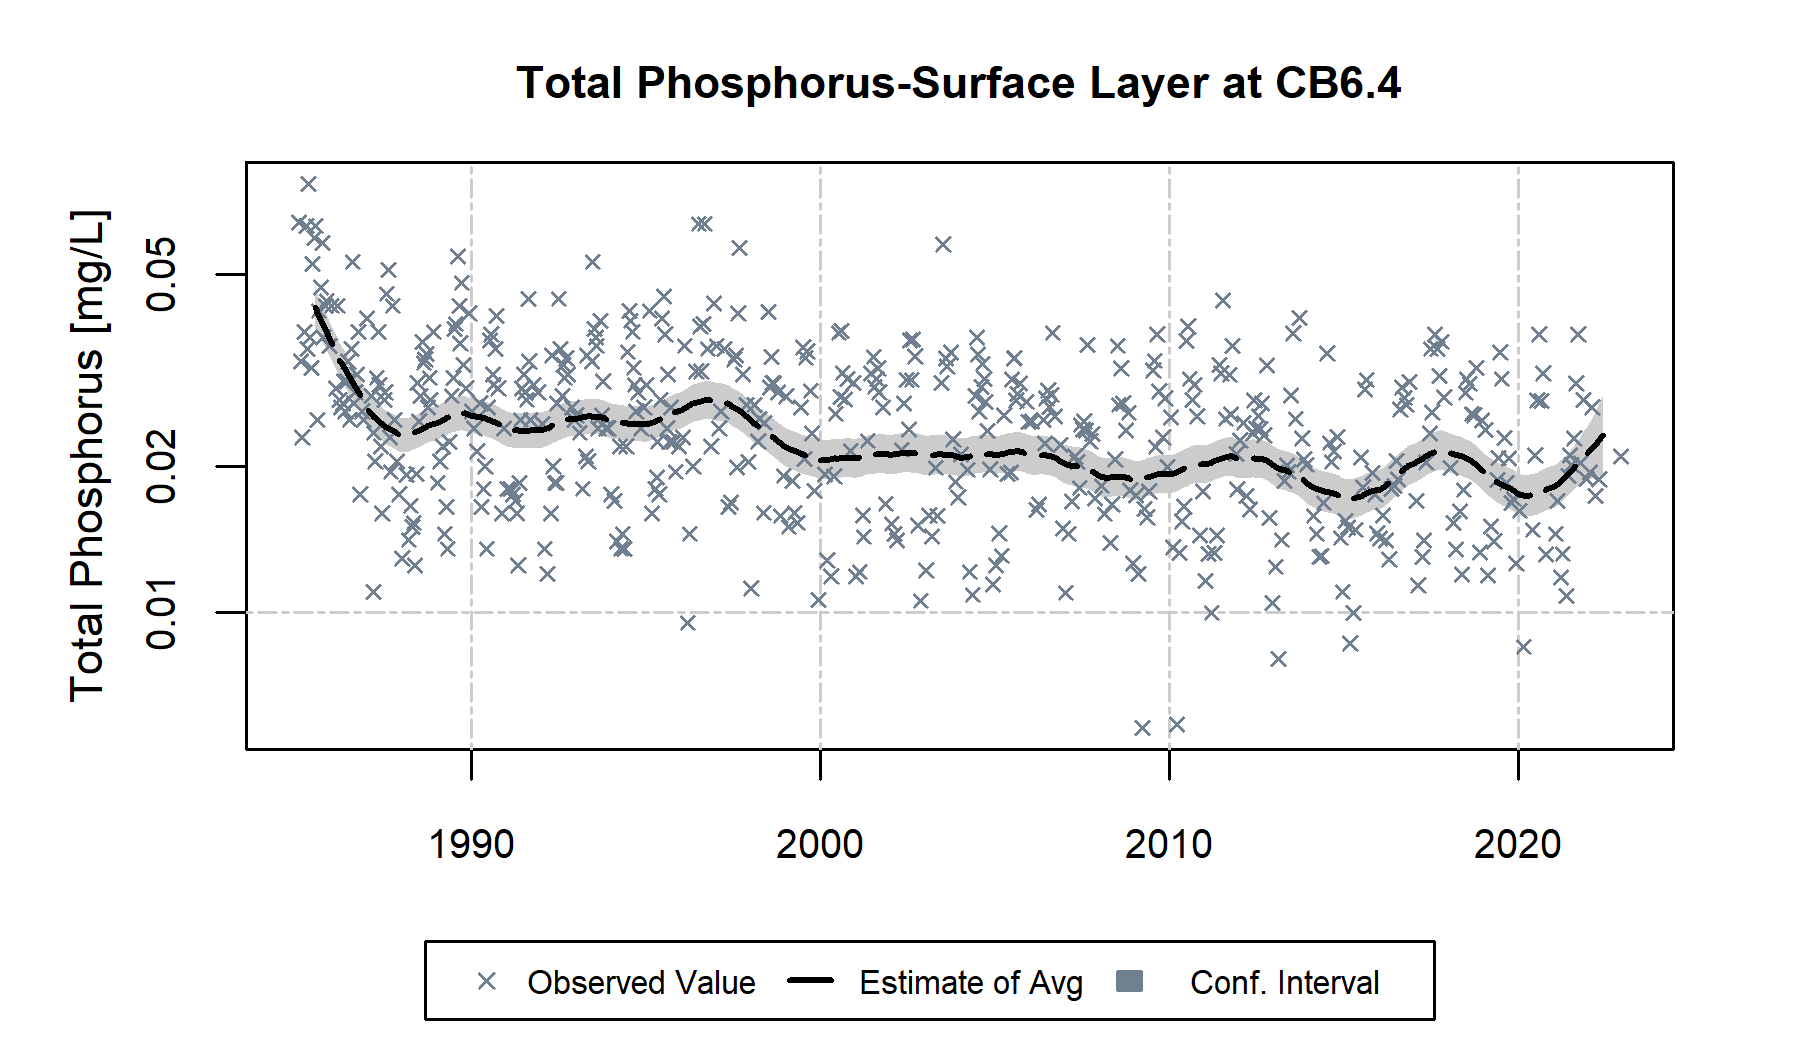 Total Phosphorus-Surface Layer at CB6.4
Total Phosphorus [mg/L]
0.05
0.02
0.01
1990 2000 2010 2020
Observed Value Estimate of Avg Conf. Interval